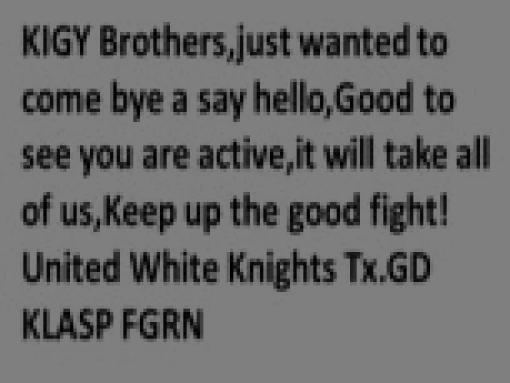 KIGY Brothers,just wanted to
come bye a say hello,Good to
see you are active,it will take all
of us,Keep up the good fight!
United White Knights Tx.GD
KLASP FGRN